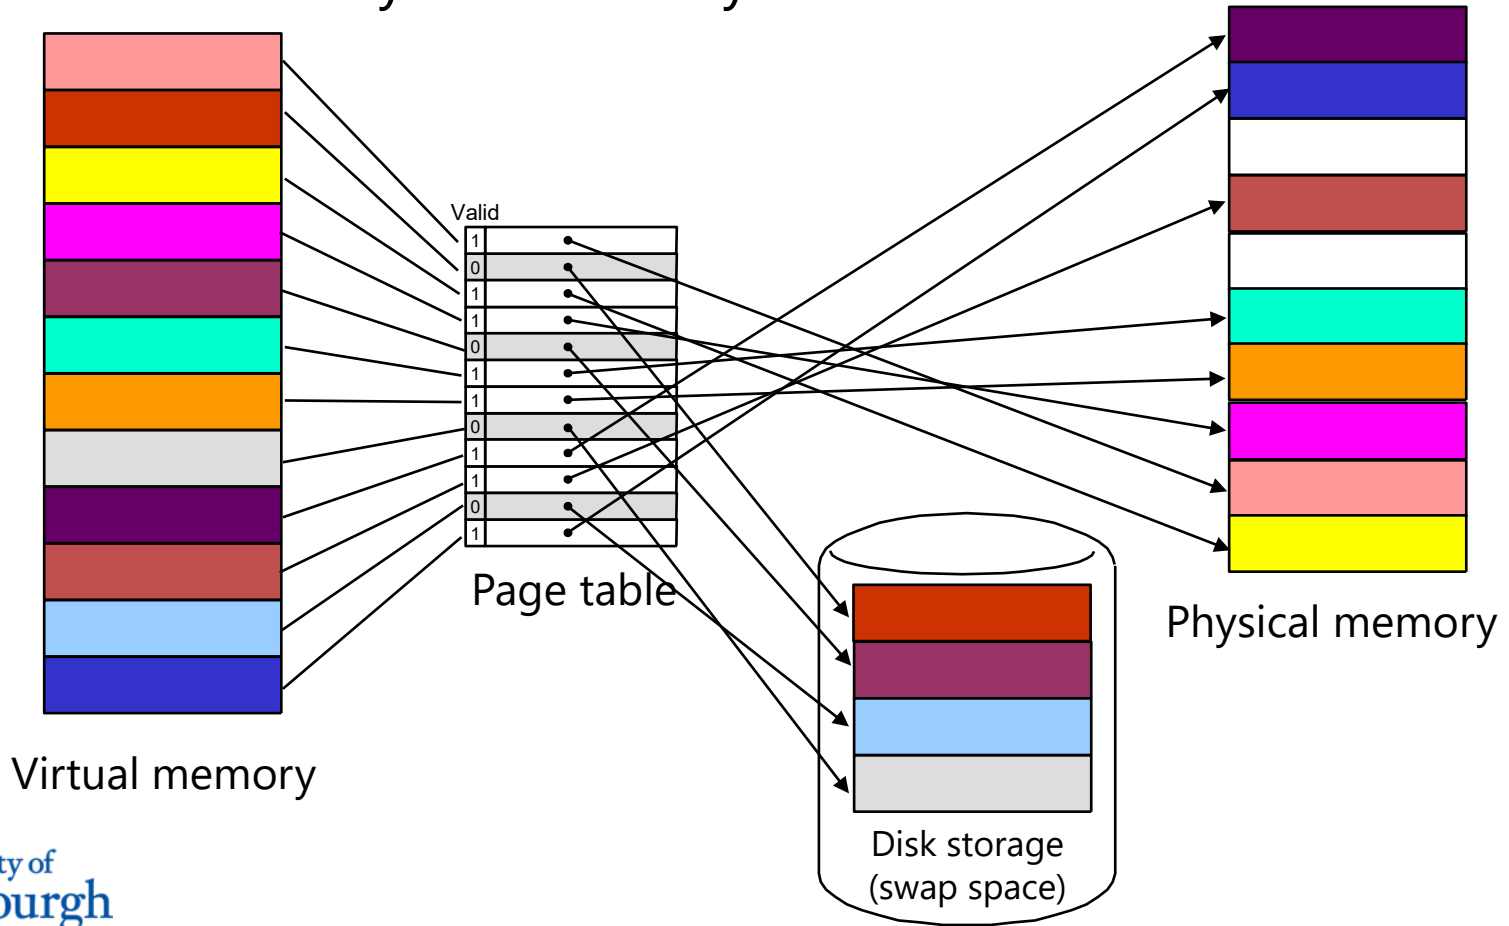 Valid
1
0
1
1
0
1
1
0
1
1
0
1
Page table
Physical memory
Virtual memory
Disk storage
(swap space)
of